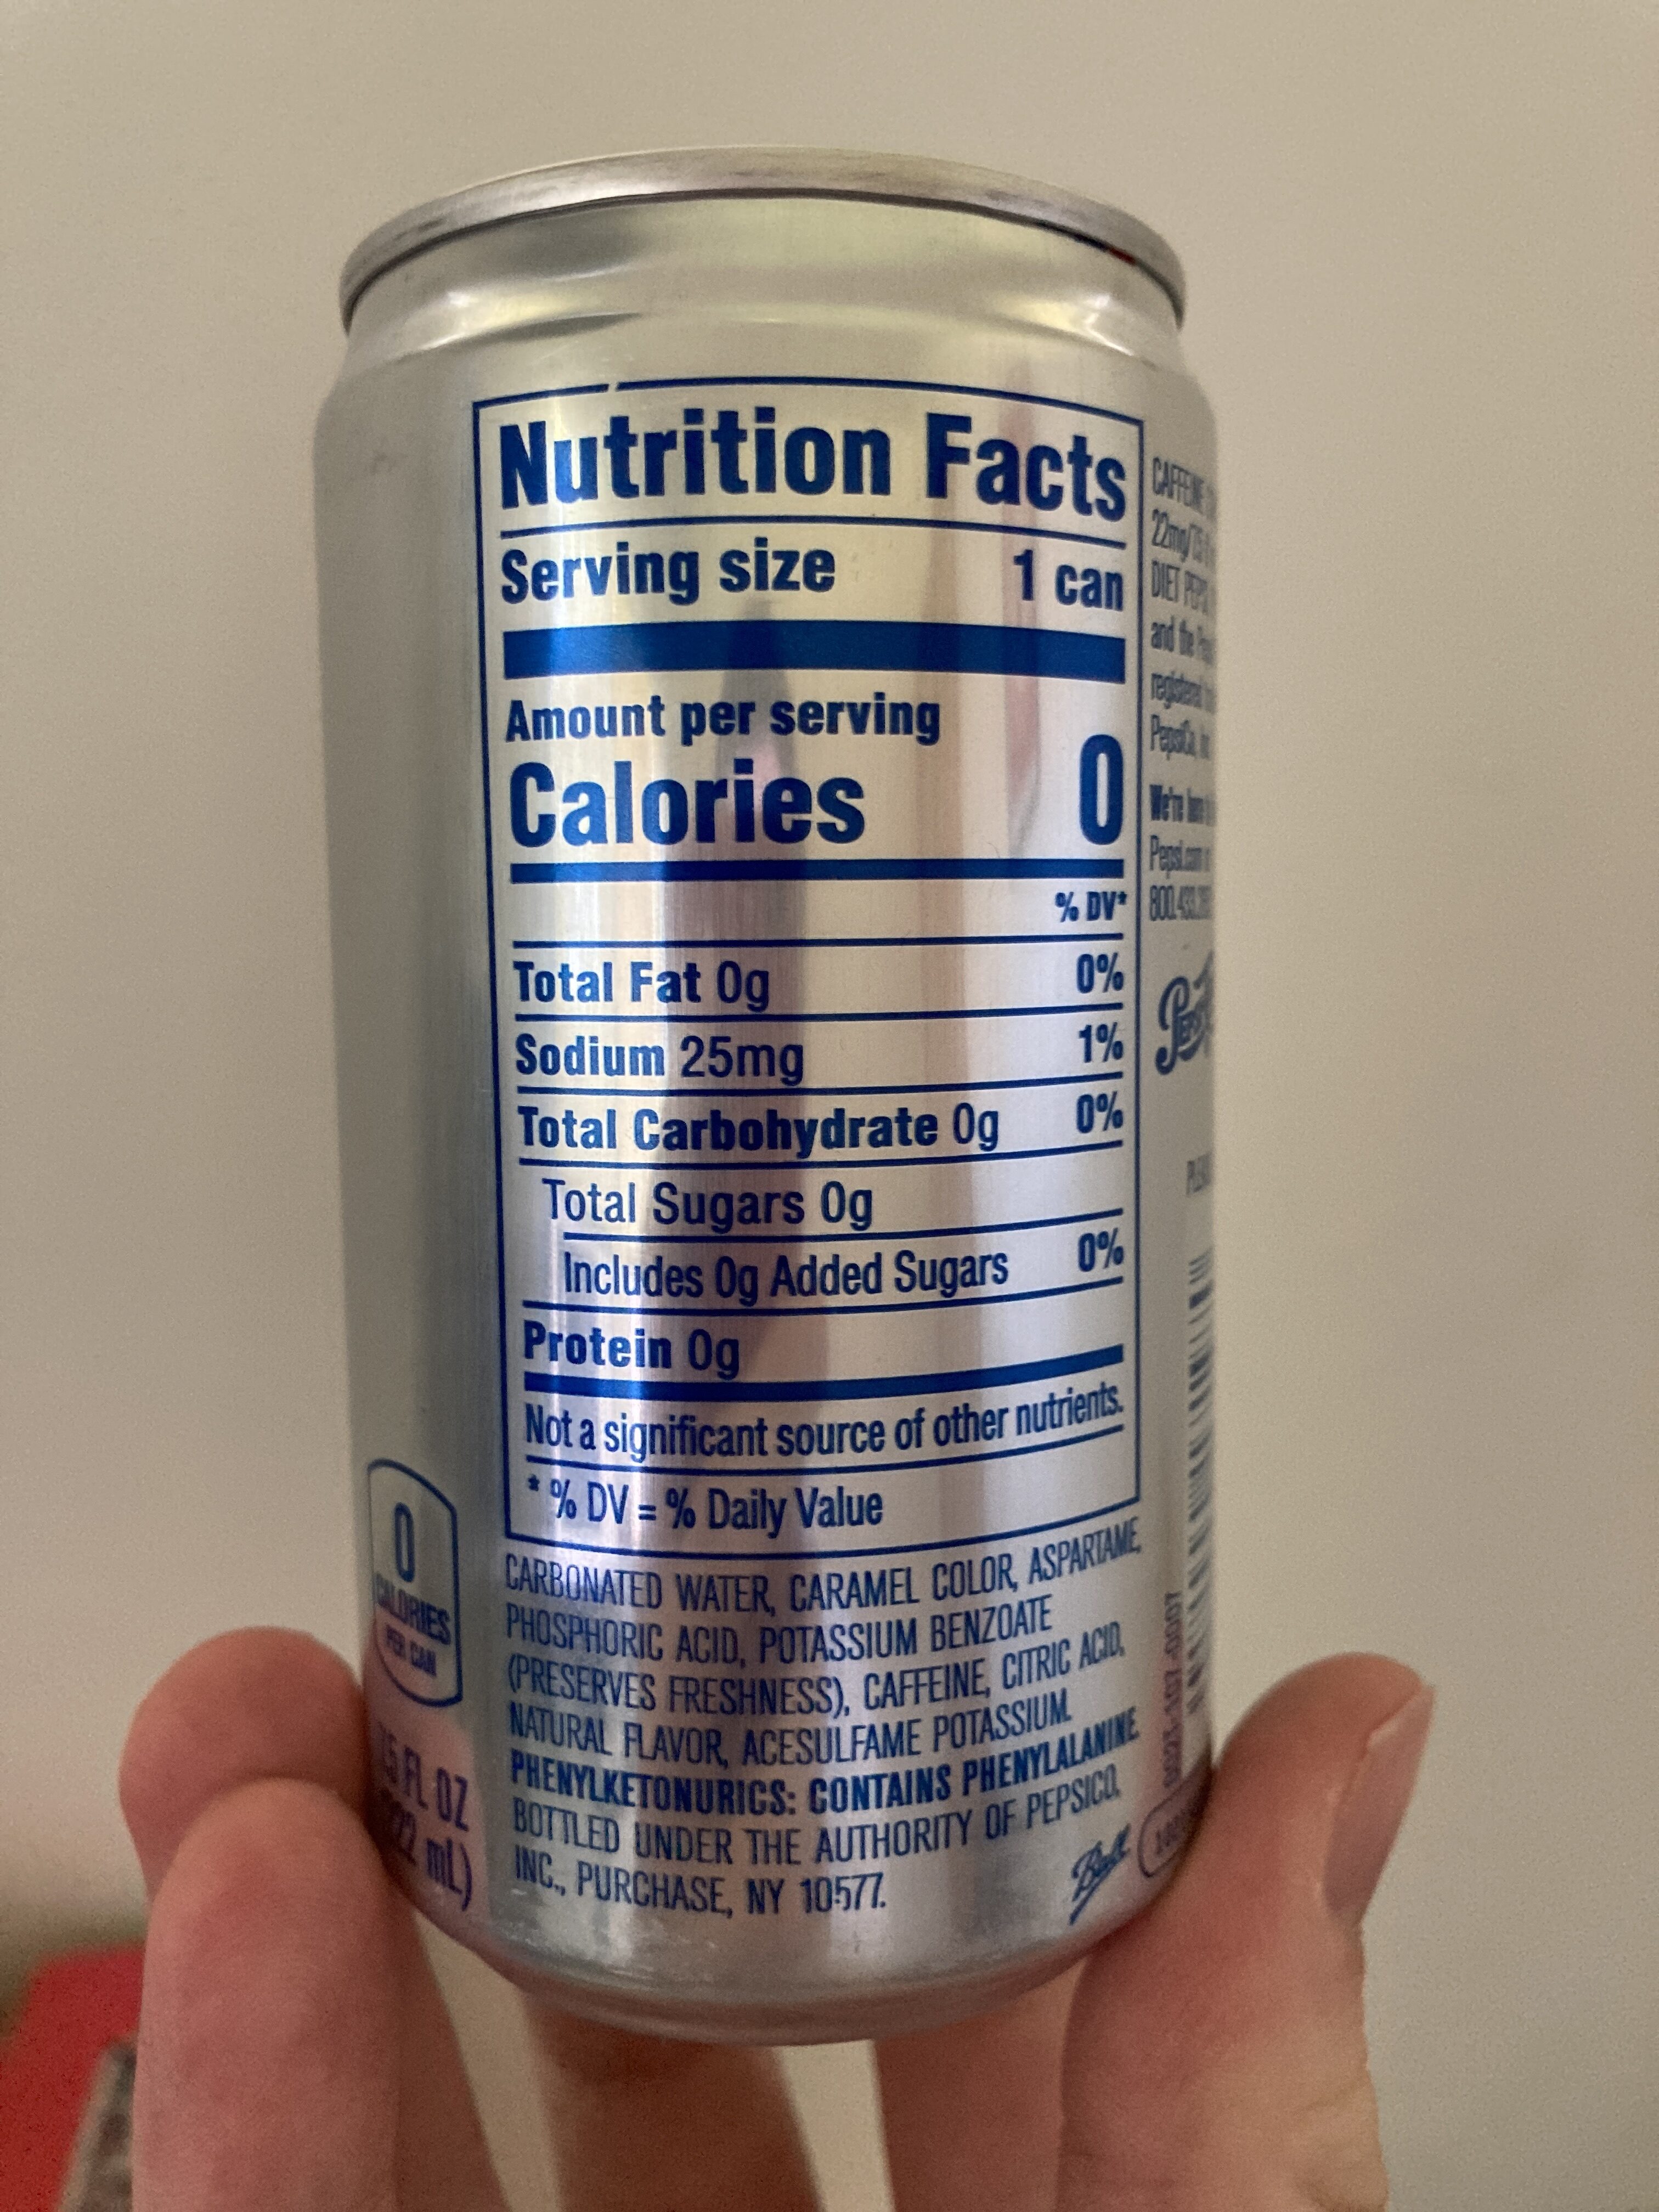 Nutrition Facts
Serving size 1 can
Amount per serving
Calories 0
% DV*
Total Fat 0g 0%
Sodium 25mg 1%
Total Carbohydrate 0g 0%
Total Sugars 0g
Includes 0g Added Sugars 0%
Protein 0g
Not a significant source of other nutrients.
* % DV = % Daily Value
CARBONATED WATER, CARAMEL COLOR, ASPARTAME,
PHOSPHORIC ACID, POTASSIUM BENZOATE
(PRESERVES FRESHNESS), CAFFEINE, CITRIC ACID,
NATURAL FLAVOR, ACESULFAME POTASSIUM.
PHENYLKETONURICS: CONTAINS PHENYLALANINE
BOTTLED UNDER THE AUTHORITY OF PEPSICO,
INC., PURCHASE, NY 10577.
Ball
0
CALORIES
PER CAN
FL OZ
mL)
CAFFEINE
22mg/
DIET PEPSI
and the
registered
PepsiCo,
We're
Pepsi.com